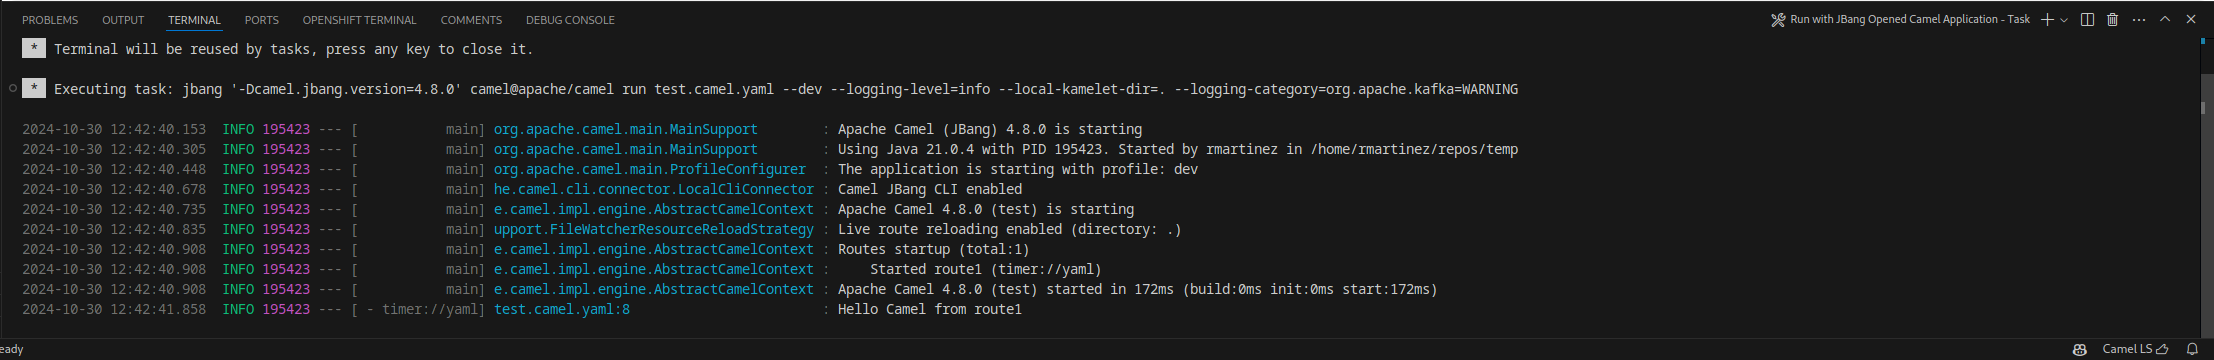 PROBLEMS OUTPUT TERMINAL PORTS OPENSHIFT TERMINAL COMMENTS DEBUG CONSOLE Run with JBang Opened Camel Application - Task
* Terminal will be reused by tasks, press any key to close it.
* Executing task: jbang '-Dcamel.jbang.version=4.8.0' camel@apache/camel run test.camel.yaml --dev --logging-level=info --local-kamelet-dir=. --logging-category=org.apache.kafka=WARNING
2024-10-30 12:42:40.153 INFO 195423 --- [ main] org.apache.camel.main.MainSupport : Apache Camel (JBang) 4.8.0 is starting
2024-10-30 12:42:40.305 INFO 195423 --- [ main] org.apache.camel.main.MainSupport : Using Java 21.0.4 with PID 195423. Started by rmartinez in /home/rmartinez/repos/temp
2024-10-30 12:42:40.448 INFO 195423 --- [ main] org.apache.camel.main.ProfileConfigurer : The application is starting with profile: dev
2024-10-30 12:42:40.678 INFO 195423 --- [ main] he.camel.cli.connector.LocalCliConnector : Camel JBang CLI enabled
2024-10-30 12:42:40.735 INFO 195423 --- [ main] e.camel.impl.engine.AbstractCamelContext : Apache Camel 4.8.0 (test) is starting
2024-10-30 12:42:40.835 INFO 195423 --- [ main] upport.FileWatcherResourceReloadStrategy : Live route reloading enabled (directory: .)
2024-10-30 12:42:40.908 INFO 195423 --- [ main] e.camel.impl.engine.AbstractCamelContext : Routes startup (total:1)
2024-10-30 12:42:40.908 INFO 195423 --- [ main] e.camel.impl.engine.AbstractCamelContext : Started route1 (timer://yaml)
2024-10-30 12:42:40.908 INFO 195423 --- [ main] e.camel.impl.engine.AbstractCamelContext : Apache Camel 4.8.0 (test) started in 172ms (build:0ms init:0ms start:172ms)
2024-10-30 12:42:41.858 INFO 195423 --- [ - timer://yaml] test.camel.yaml:8 : Hello Camel from route1
eady Camel LS